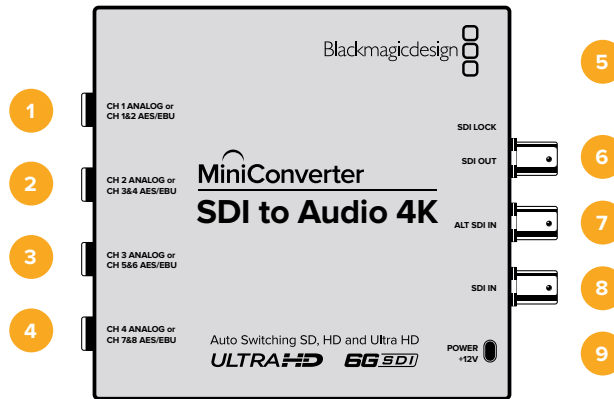 Blackmagicdesign
1
CH 1 ANALOG or
CH 1&2 AES/EBU
5
SDI LOCK
6
SDI OUT
2
CH 2 ANALOG or
CH 3&4 AES/EBU
MiniConverter
SDI to Audio 4K
7
ALT SDI IN
3
CH 3 ANALOG or
CH 5&6 AES/EBU
8
SDI IN
4
CH 4 ANALOG or
CH 7&8 AES/EBU
Auto Switching SD, HD and Ultra HD
ULTRA HD 6G SDI
POWER
+12V
9